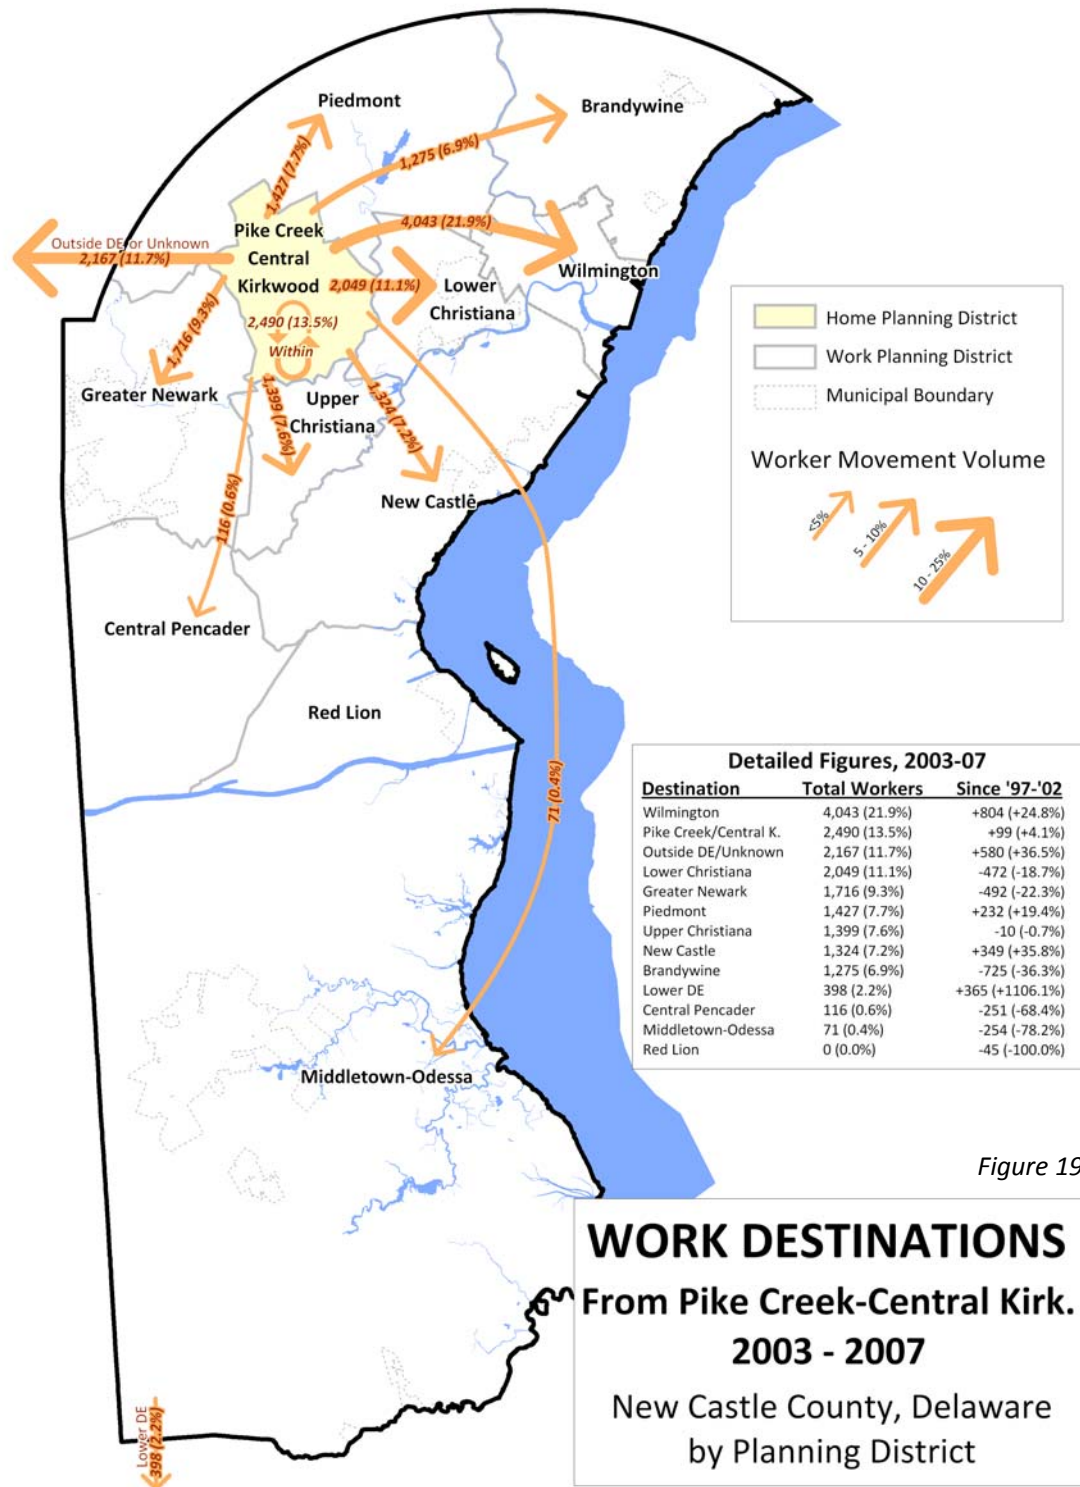 Piedmont
Brandywine
1,427 (7.7%)
1,275 (6.9%)
4,043 (21.9%)
Pike Creek
Central
Kirkwood
Outside DE or Unknown
2,167 (11.7%)
Wilmington
2,049 (11.1%)
Lower
Christiana
2,490 (13.5%)
Within
1,716 (9.3%)
Greater Newark
1,399 (7.6%)
Upper
Christiana
1,324 (7.2%)
New Castle
116 (0.6%)
Central Pencader
Red Lion
71 (0.4%)
Middletown-Odessa
Lower DE
398 (2.2%)
Home Planning District
Work Planning District
Municipal Boundary
Worker Movement Volume
<5%
5 - 10%
10 - 25%
Detailed Figures, 2003-07
Destination Total Workers Since '97-'02
Wilmington 4,043 (21.9%) +804 (+24.8%)
Pike Creek/Central K. 2,490 (13.5%) +99 (+4.1%)
Outside DE/Unknown 2,167 (11.7%) +580 (+36.5%)
Lower Christiana 2,049 (11.1%) -472 (-18.7%)
Greater Newark 1,716 (9.3%) -492 (-22.3%)
Piedmont 1,427 (7.7%) +232 (+19.4%)
Upper Christiana 1,399 (7.6%) -10 (-0.7%)
New Castle 1,324 (7.2%) +349 (+35.8%)
Brandywine 1,275 (6.9%) -725 (-36.3%)
Lower DE 398 (2.2%) +365 (+1106.1%)
Central Pencader 116 (0.6%) -251 (-68.4%)
Middletown-Odessa 71 (0.4%) -254 (-78.2%)
Red Lion 0 (0.0%) -45 (-100.0%)
Figure 19
WORK DESTINATIONS
From Pike Creek-Central Kirk.
2003 - 2007
New Castle County, Delaware
by Planning District